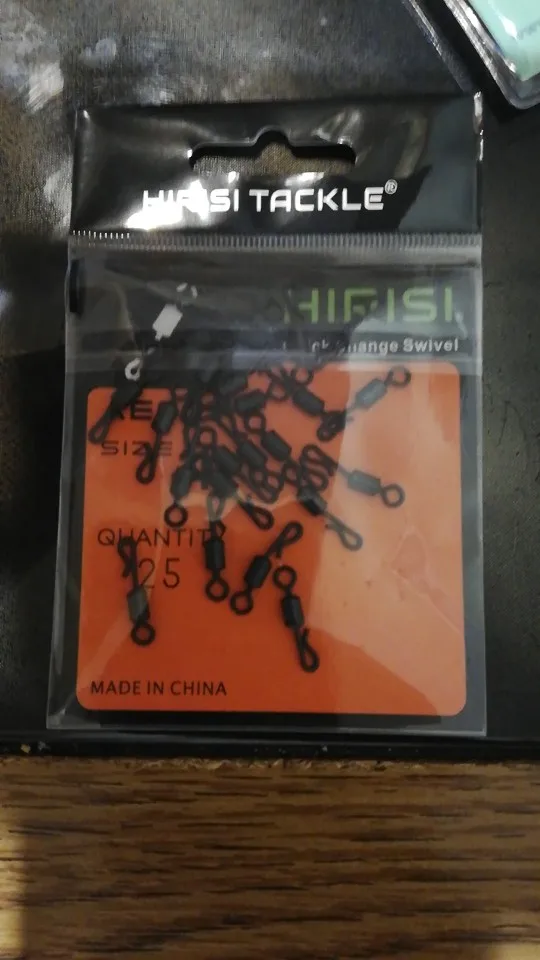 HIRISI TACKLE®
HIRISI
Change Swivel
SIZE
QUANTITY
25
MADE IN CHINA